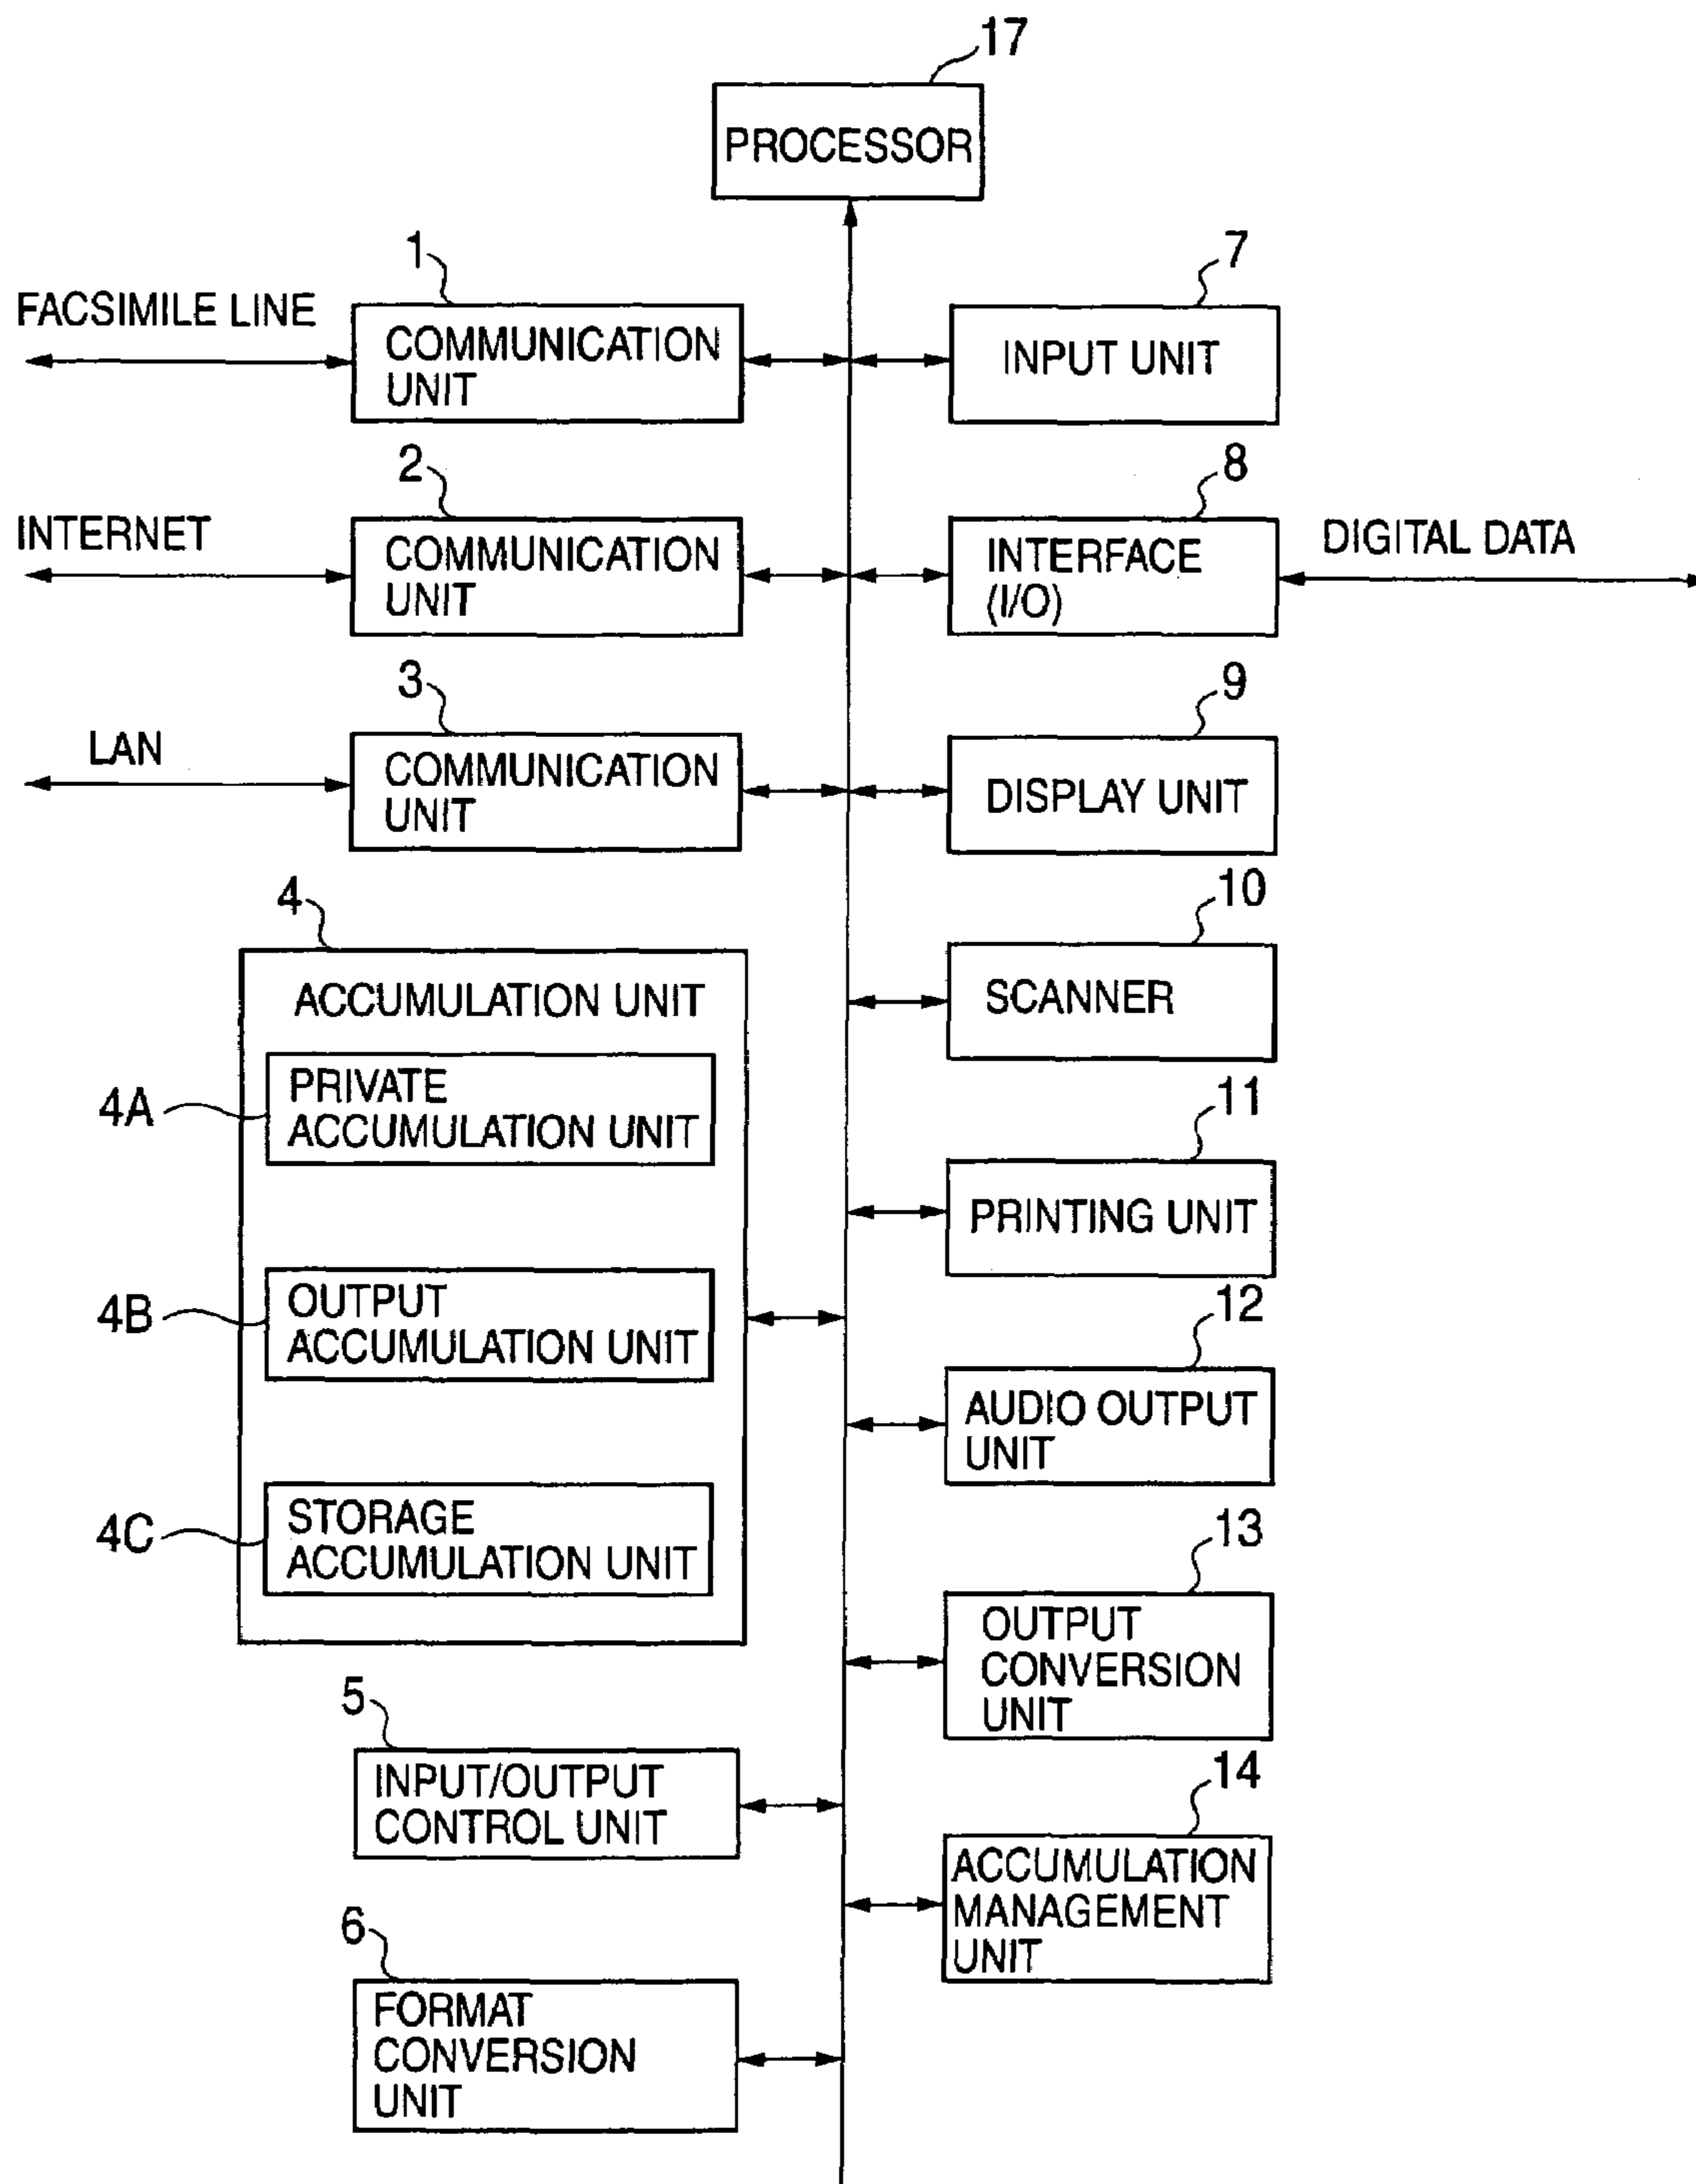 17
PROCESSOR
1
FACSIMILE LINE
COMMUNICATION
UNIT
7
INPUT UNIT
2
INTERNET
COMMUNICATION
UNIT
8
INTERFACE
(I/O)
DIGITAL DATA
3
LAN
COMMUNICATION
UNIT
9
DISPLAY UNIT
4
ACCUMULATION UNIT
4A
PRIVATE
ACCUMULATION UNIT
4B
OUTPUT
ACCUMULATION UNIT
4C
STORAGE
ACCUMULATION UNIT
10
SCANNER
11
PRINTING UNIT
12
AUDIO OUTPUT
UNIT
13
OUTPUT
CONVERSION
UNIT
5
INPUT/OUTPUT
CONTROL UNIT
14
ACCUMULATION
MANAGEMENT
UNIT
6
FORMAT
CONVERSION
UNIT